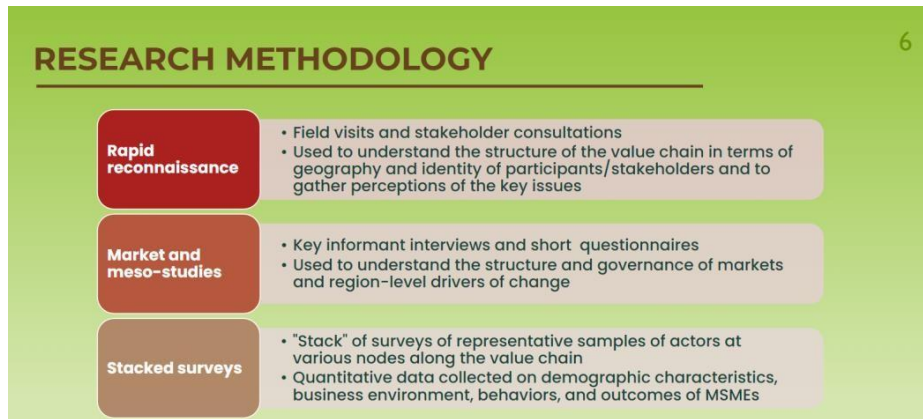 6
RESEARCH METHODOLOGY
Rapid
reconnaissance
• Field visits and stakeholder consultations
• Used to understand the structure of the value chain in terms of
geography and identity of participants/stakeholders and to
gather perceptions of the key issues
Market and
meso-studies
• Key informant interviews and short questionnaires
• Used to understand the structure and governance of markets
and region-level drivers of change
Stacked surveys
• "Stack" of surveys of representative samples of actors at
various nodes along the value chain
• Quantitative data collected on demographic characteristics,
business environment, behaviors, and outcomes of MSMEs